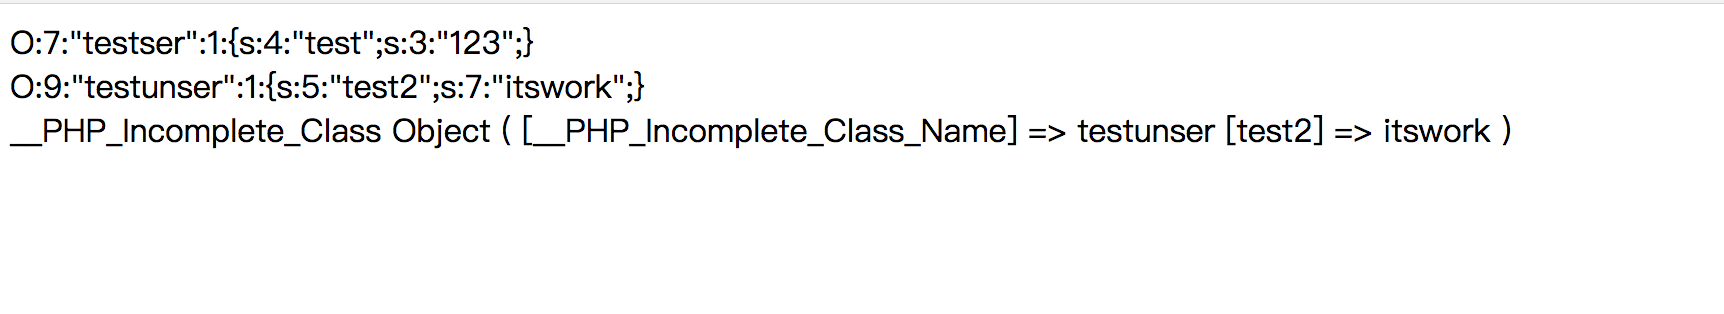 O:7:"testser":1:{s:4:"test";s:3:"123";}
O:9:"testunser":1:{s:5:"test2";s:7:"itswork";}
__PHP_Incomplete_Class Object ( [__PHP_Incomplete_Class_Name] => testunser [test2] => itswork )